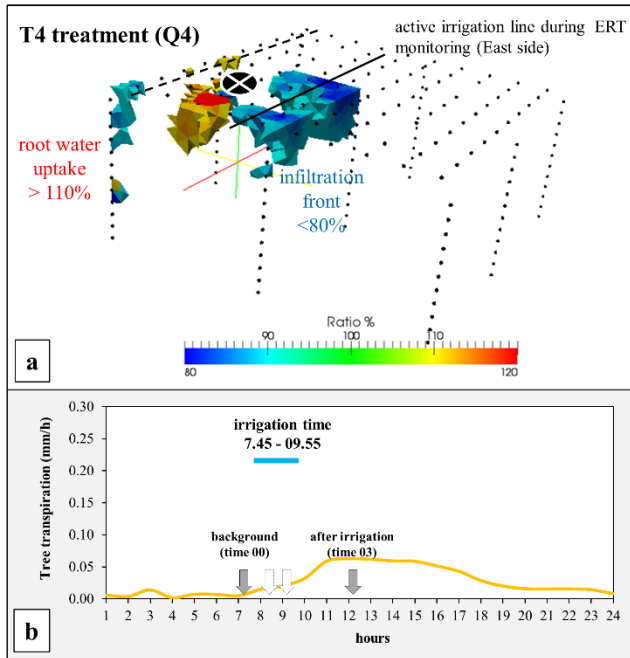 a
T4 treatment (Q4)
active irrigation line during ERT
monitoring (East side)
root water
uptake
> 110%
infiltration
front
<80%
Ratio %
90 100 110
80 120
b
Tree transpiration (mm/h)
0.30
0.25
0.20
0.15
0.10
0.05
0.00
irrigation time
7.45 - 09.55
background
(time 00)
after irrigation
(time 03)
1 2 3 4 5 6 7 8 9 10 11 12 13 14 15 16 17 18 19 20 21 22 23 24
hours